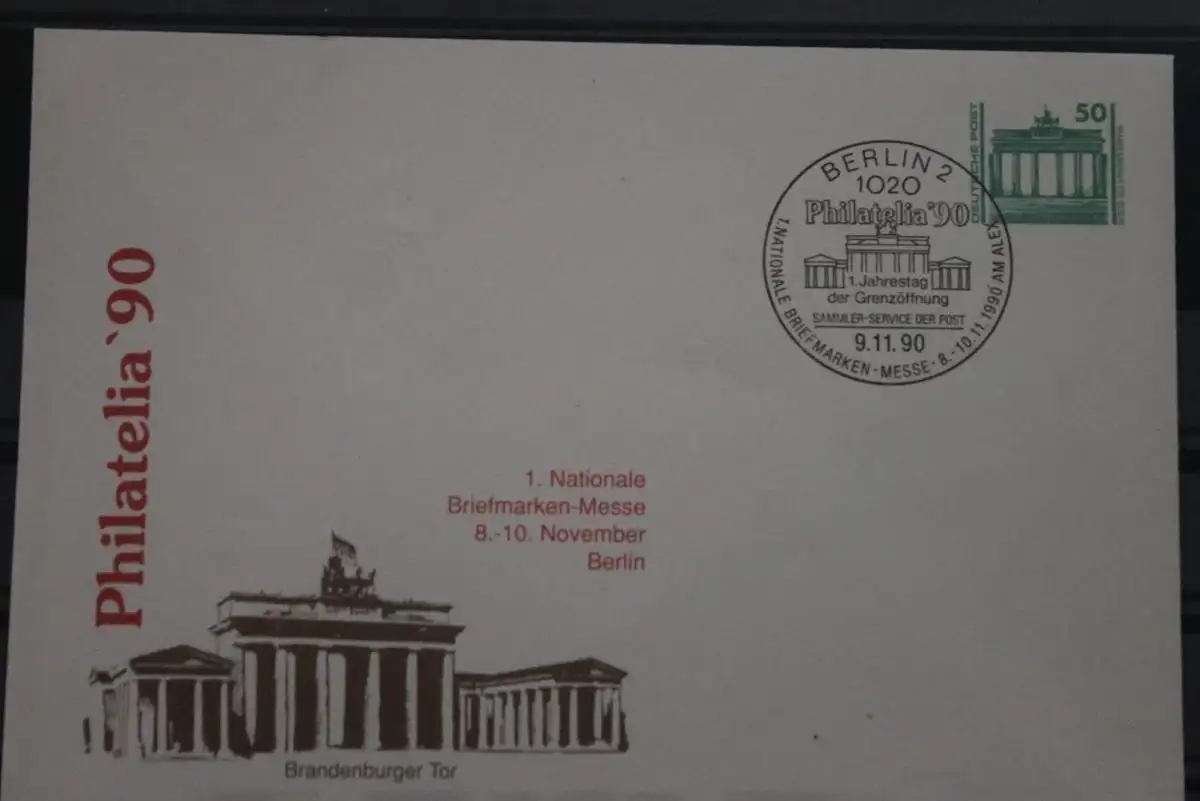 50
DEUTSCHE POST
BERLIN 2
1020
Philatelia'90
1. Jahrestag
der Grenzöffnung
SAMMLER-SERVICE DER POST
9.11.90
1. NATIONALE BRIEFMARKEN-MESSE · 8.-10.11.1990 AM ALEX
Philatelia`90
1. Nationale
Briefmarken-Messe
8.-10. November
Berlin
Brandenburger Tor